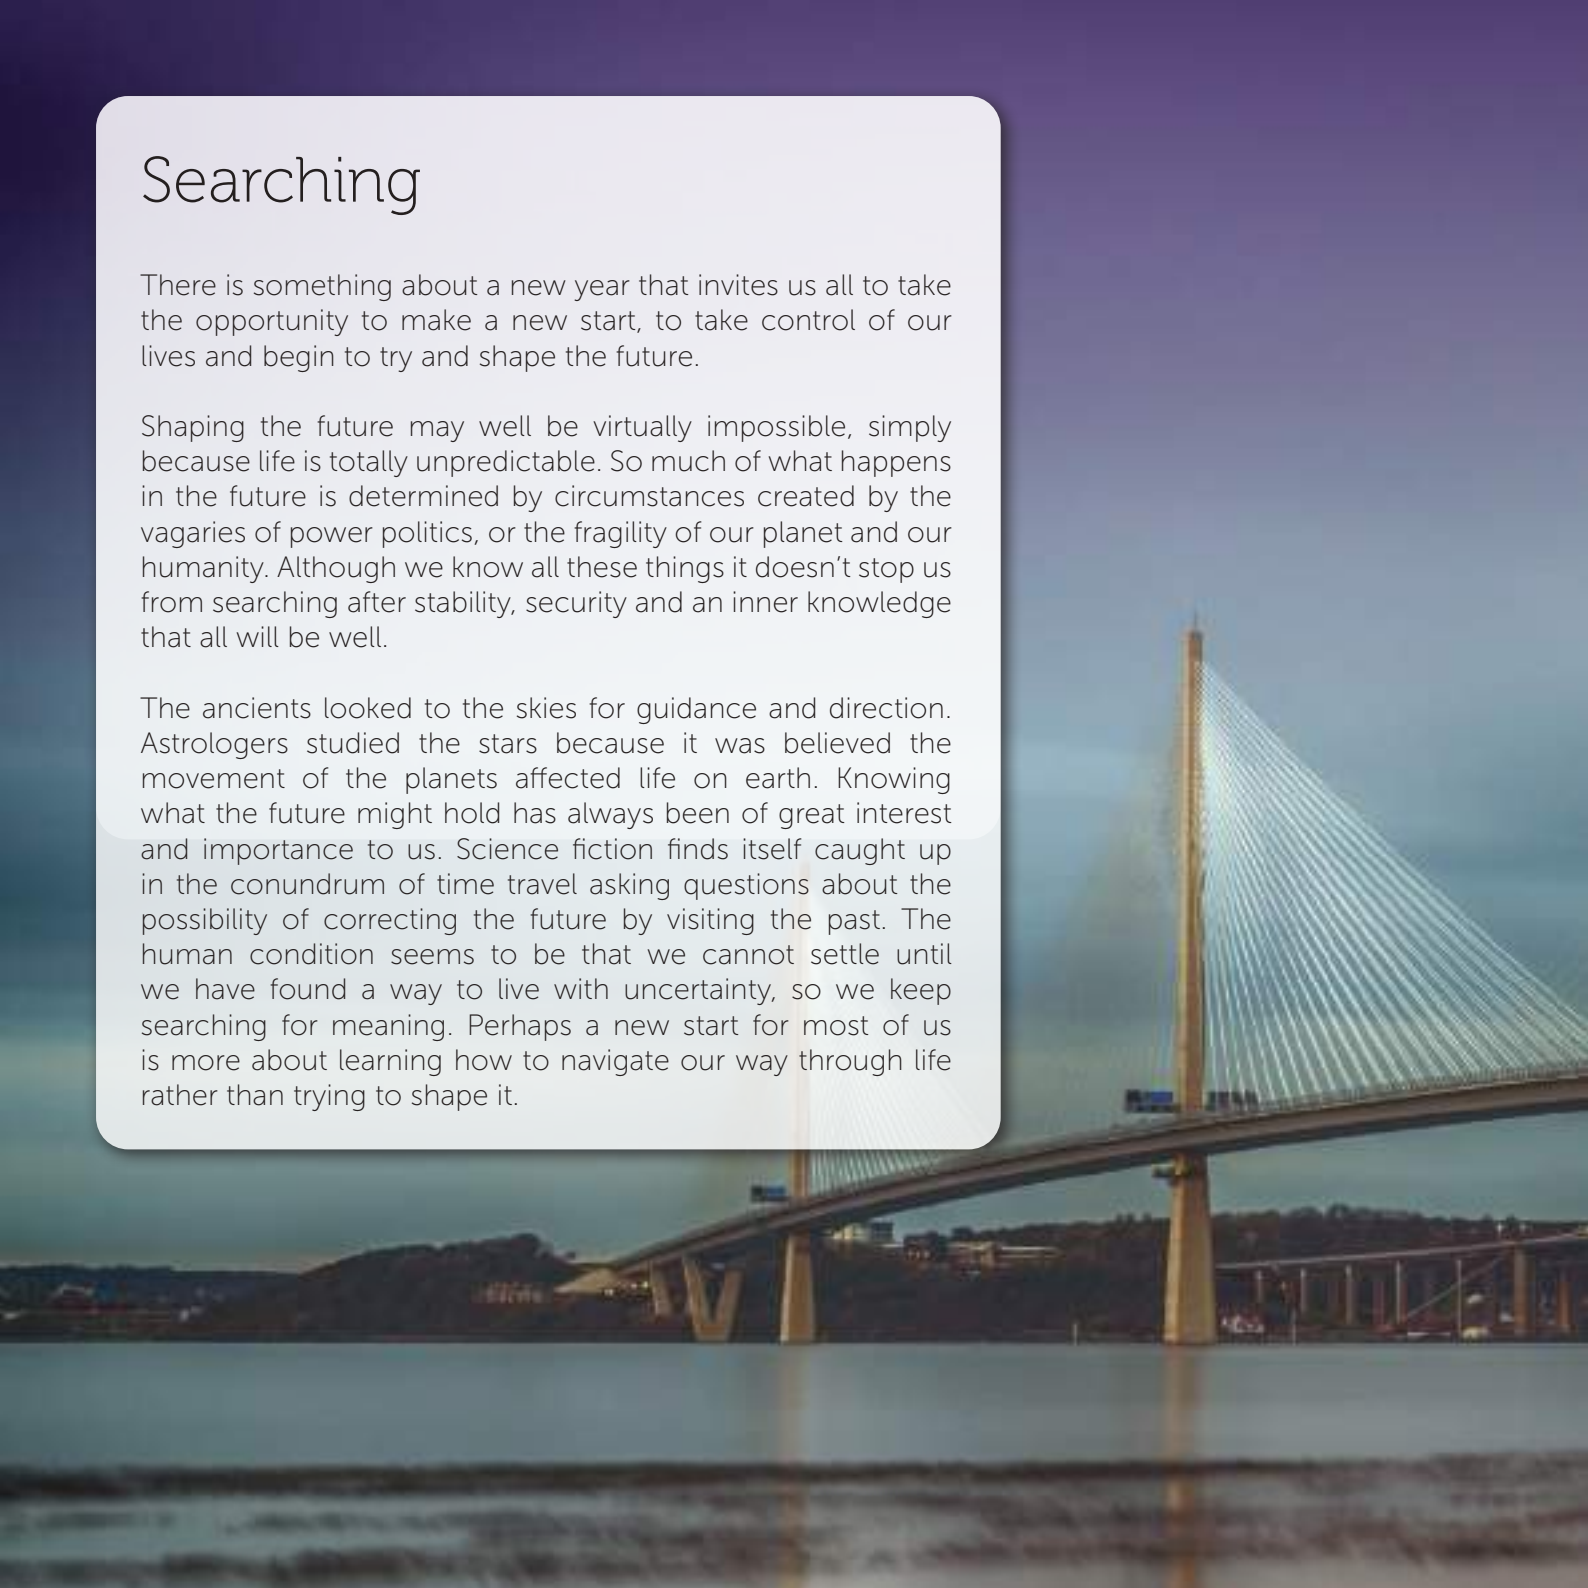 Searching
There is something about a new year that invites us all to take
the opportunity to make a new start, to take control of our
lives and begin to try and shape the future.
Shaping the future may well be virtually impossible, simply
because life is totally unpredictable. So much of what happens
in the future is determined by circumstances created by the
vagaries of power politics, or the fragility of our planet and our
humanity. Although we know all these things it doesn’t stop us
from searching after stability, security and an inner knowledge
that all will be well.
The ancients looked to the skies for guidance and direction.
Astrologers studied the stars because it was believed the
movement of the planets affected life on earth. Knowing
what the future might hold has always been of great interest
and importance to us. Science fiction finds itself caught up
in the conundrum of time travel asking questions about the
possibility of correcting the future by visiting the past. The
human condition seems to be that we cannot settle until
we have found a way to live with uncertainty, so we keep
searching for meaning. Perhaps a new start for most of us
is more about learning how to navigate our way through life
rather than trying to shape it.